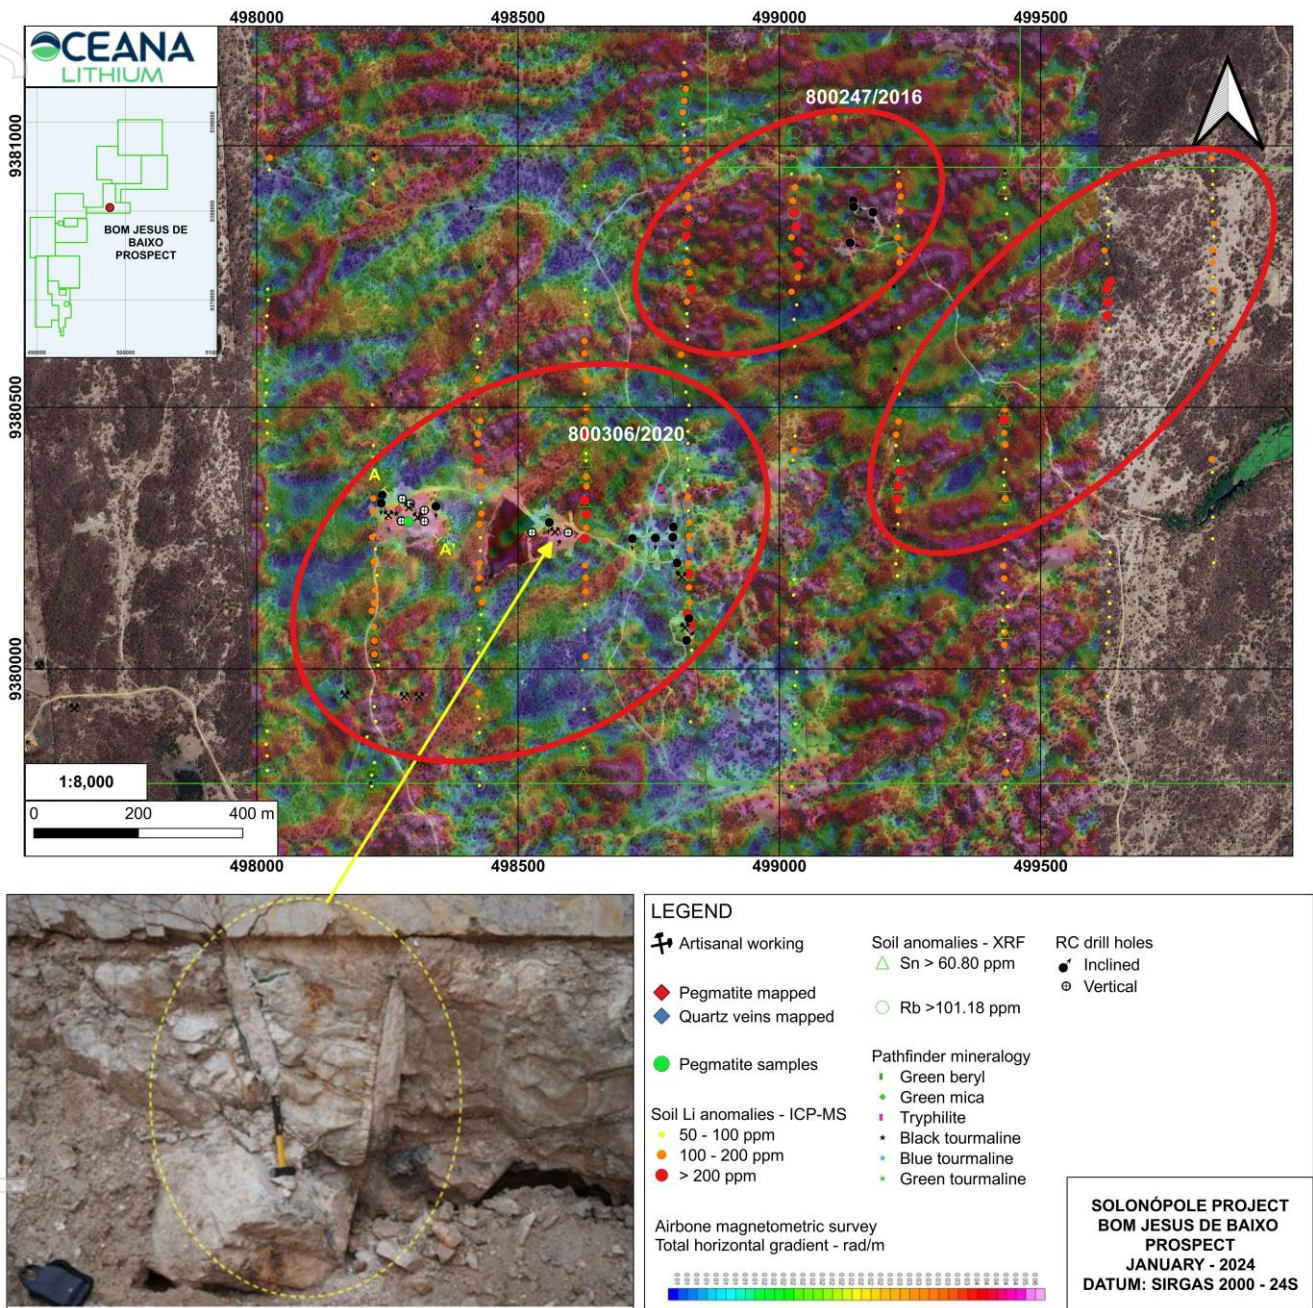 498000
498500
499000
499500
OCEANA
LITHIUM
800247/2016
9381000
BOM JESUS DE
BAIXO
PROSPECT
490000
500000
9380500
800306/2020
A
A'
9380000
1:8,000
0
200
400 m
498000
498500
499000
499500
LEGEND
Artisanal working
Pegmatite mapped
Quartz veins mapped
Pegmatite samples
Soil Li anomalies - ICP-MS
50 - 100 ppm
100 - 200 ppm
> 200 ppm
Soil anomalies - XRF
Sn > 60.80 ppm
Rb >101.18 ppm
Pathfinder mineralogy
Green beryl
Green mica
Tryphilite
Black tourmaline
Blue tourmaline
Green tourmaline
RC drill holes
Inclined
Vertical
Airbone magnetometric survey
Total horizontal gradient - rad/m
SOLONÓPOLE PROJECT
BOM JESUS DE BAIXO
PROSPECT
JANUARY - 2024
DATUM: SIRGAS 2000 - 24S